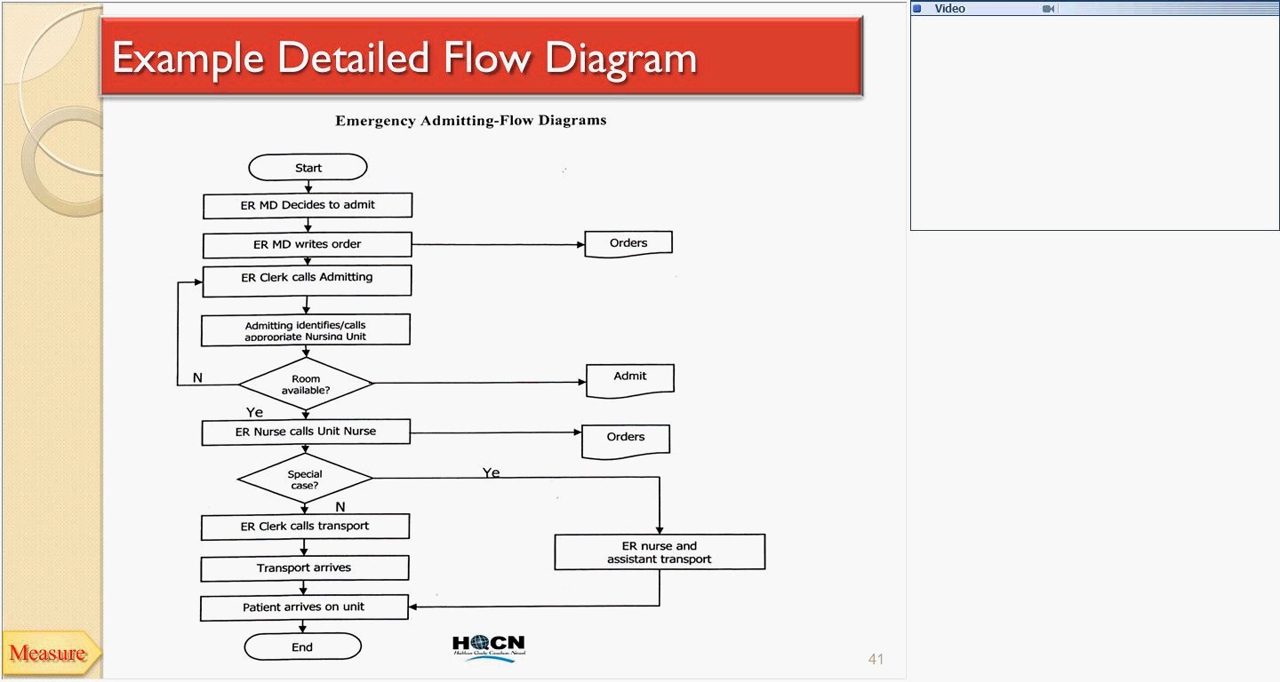 Video
Example Detailed Flow Diagram
Emergency Admitting-Flow Diagrams
Start
ER MD Decides to admit
ER MD writes order
Orders
ER Clerk calls Admitting
Admitting identifies/calls
appropriate Nursing Unit
N
Room
available?
Admit
Ye
ER Nurse calls Unit Nurse
Orders
Special
case?
Ye
N
ER Clerk calls transport
ER nurse and
assistant transport
Transport arrives
Patient arrives on unit
End
HQCN
Measure
41